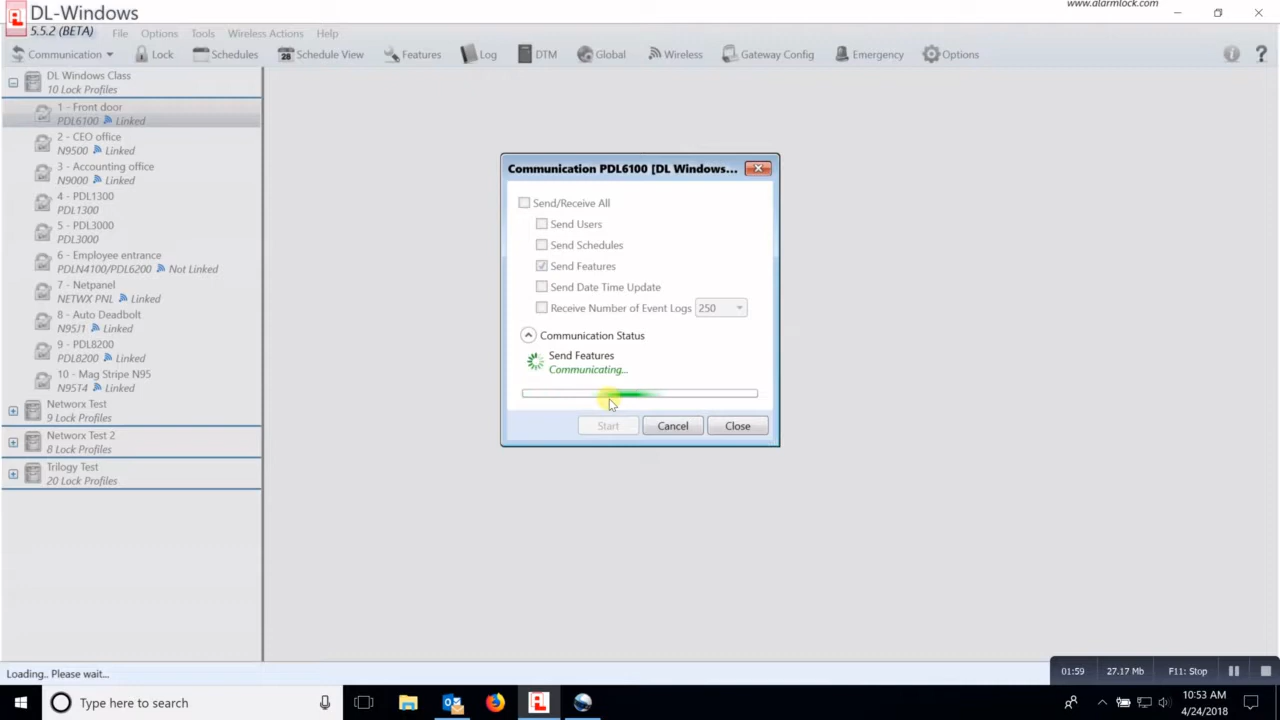 DL-Windows
www.alarmlock.com
5.5.2 (BETA)
File Options Tools Wireless Actions Help
Communication Lock Schedules 28 Schedule View Features Log DTM Global Wireless Gateway Config Emergency Options
DL Windows Class
10 Lock Profiles
1 - Front door
PDL6100 Linked
2 - CEO office
N9500 Linked
3 - Accounting office
N9000 Linked
4 - PDL1300
PDL1300
5 - PDL3000
PDL3000
6 - Employee entrance
PDLN4100/PDL6200 Not Linked
7 - Netpanel
NETWX PNL Linked
8 - Auto Deadbolt
N95J1 Linked
9 - PDL8200
PDL8200 Linked
10 - Mag Stripe N95
N95T4 Linked
Networx Test
9 Lock Profiles
Networx Test 2
8 Lock Profiles
Trilogy Test
20 Lock Profiles
Communication PDL6100 [DL Windows...
Send/Receive All
Send Users
Send Schedules
Send Features
Send Date Time Update
Receive Number of Event Logs 250
Communication Status
Send Features
Communicating...
Start Cancel Close
Loading.. Please wait...
01:59 27.17 Mb F11: Stop
Type here to search
10:53 AM
4/24/2018